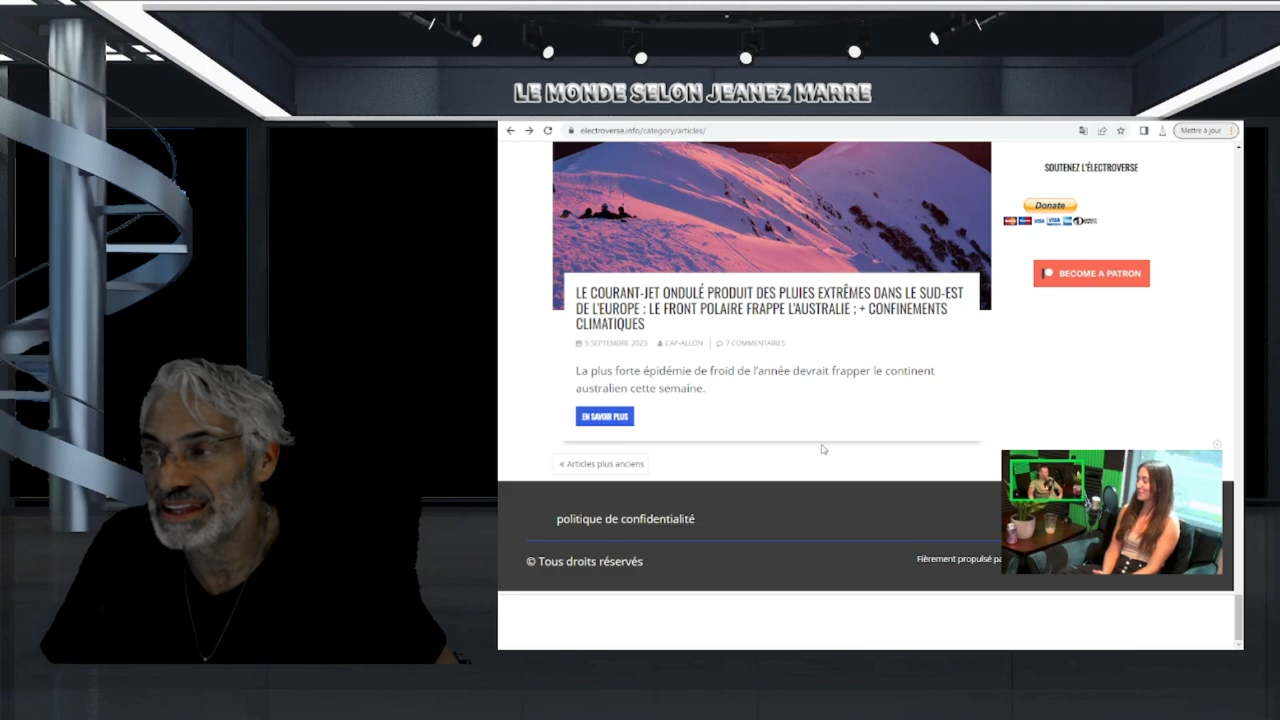 LE MONDE SELON JEANEZ MARRE
electroverse.info/category/articles/
Mettre à jour
SOUTENEZ L'ÉLECTROVERSE
Donate
VISA
BECOME A PATRON
LE COURANT-JET ONDULÉ PRODUIT DES PLUIES EXTRÊMES DANS LE SUD-EST
DE L'EUROPE ; LE FRONT POLAIRE FRAPPE L'AUSTRALIE ; + CONFINEMENTS
CLIMATIQUES
5 SEPTEMBRE 2023 CAP-ALLON 7 COMMENTAIRES
La plus forte épidémie de froid de l'année devrait frapper le continent
australien cette semaine.
EN SAVOIR PLUS
« Articles plus anciens
politique de confidentialité
© Tous droits réservés
Fièrement propulsé pa